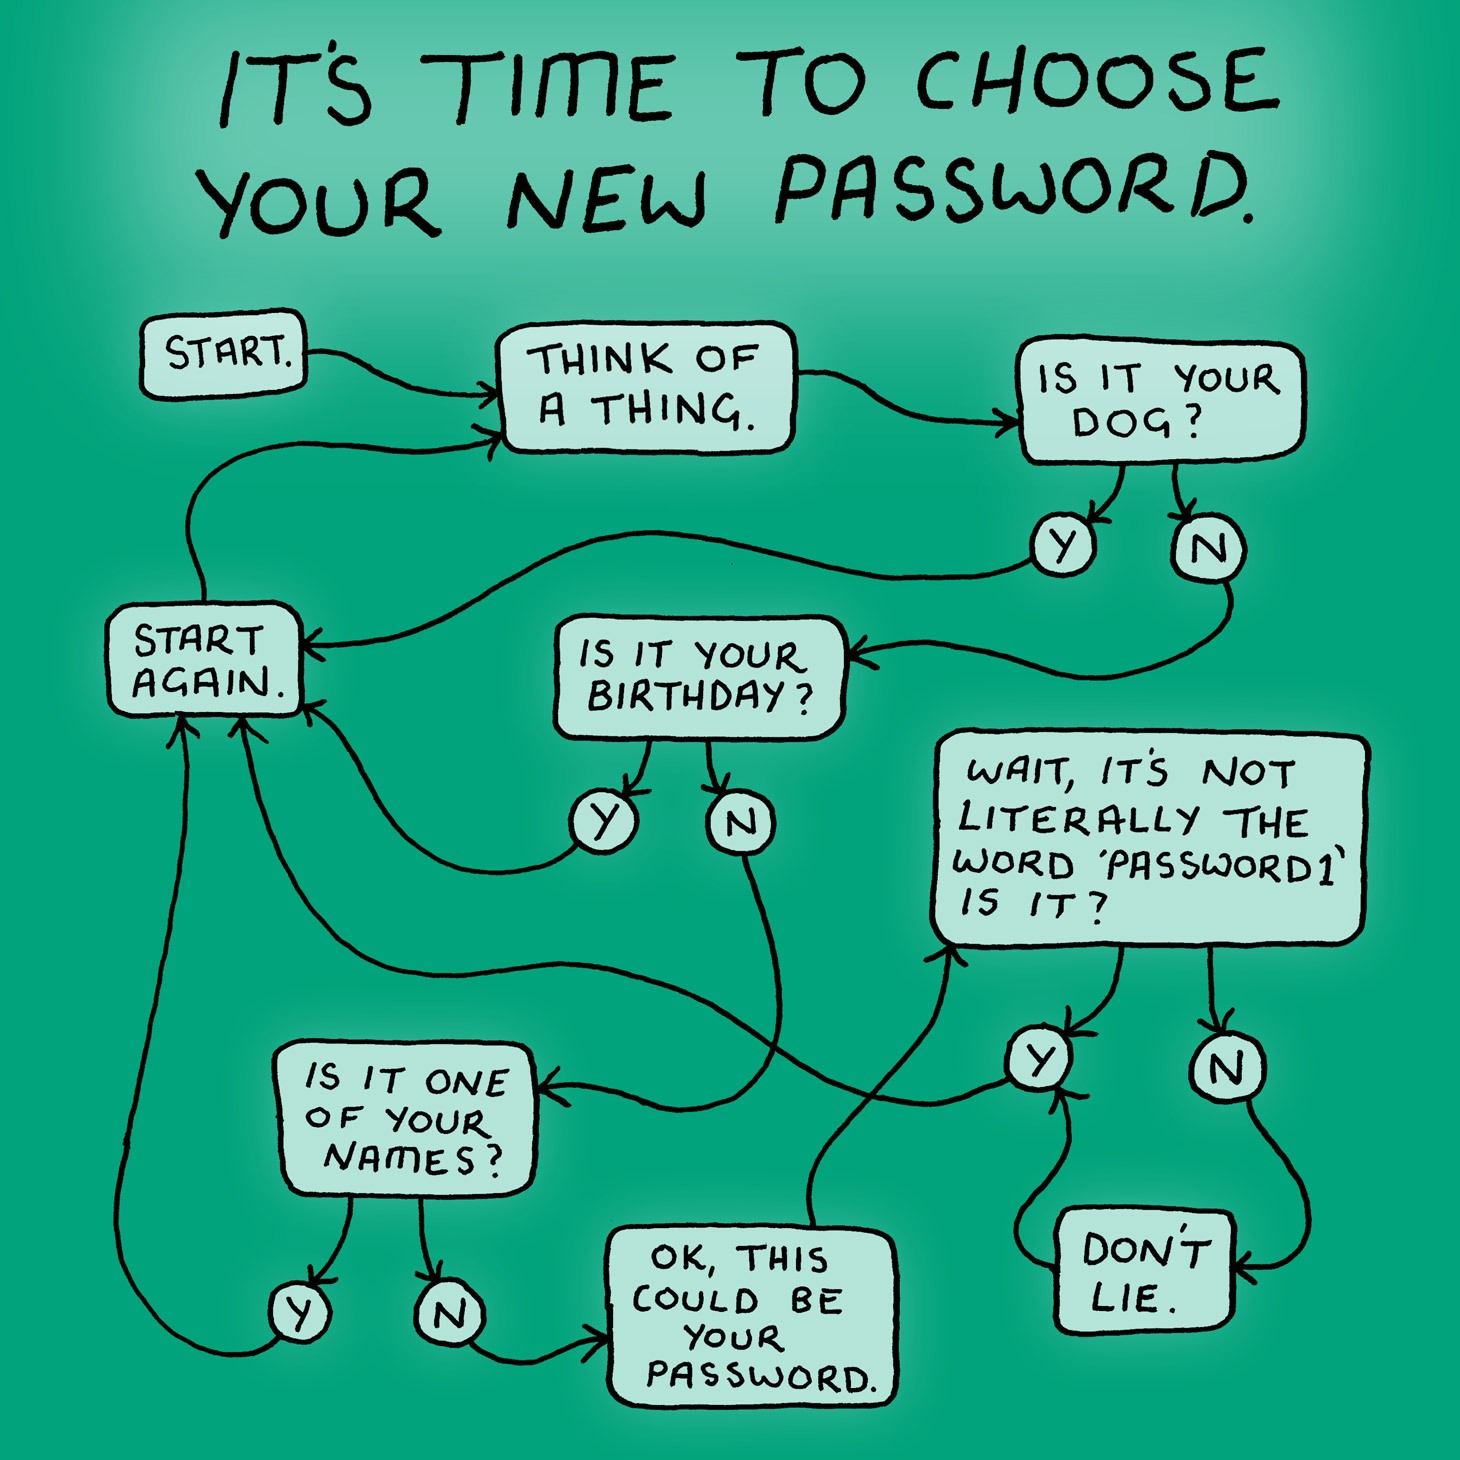 IT'S TIME TO CHOOSE
YOUR NEW PASSWORD.
START.
THINK OF
A THING.
IS IT YOUR
DOG?
Y
N
START
AGAIN.
IS IT YOUR
BIRTHDAY?
Y
N
WAIT, IT'S NOT
LITERALLY THE
WORD 'PASSWORD1'
IS IT?
Y
N
IS IT ONE
OF YOUR
NAMES?
Y
N
OK, THIS
COULD BE
YOUR
PASSWORD.
DON'T
LIE.